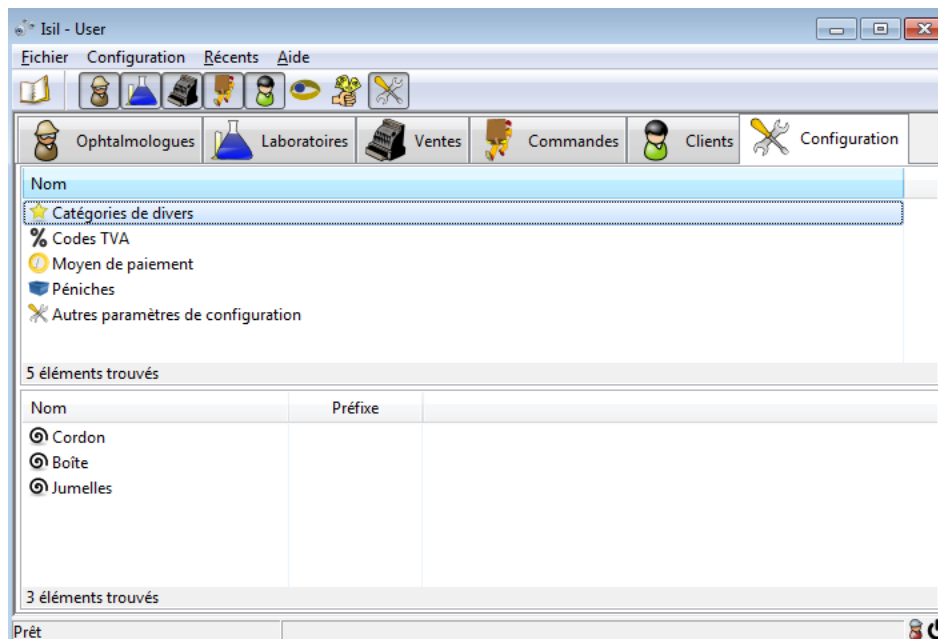 Isil - User
Fichier Configuration Récents Aide
Ophtalmologues Laboratoires Ventes Commandes Clients Configuration
Nom
Catégories de divers
% Codes TVA
Moyen de paiement
Péniches
Autres paramètres de configuration
5 éléments trouvés
Nom Préfixe
Cordon
Boîte
Jumelles
3 éléments trouvés
Prêt